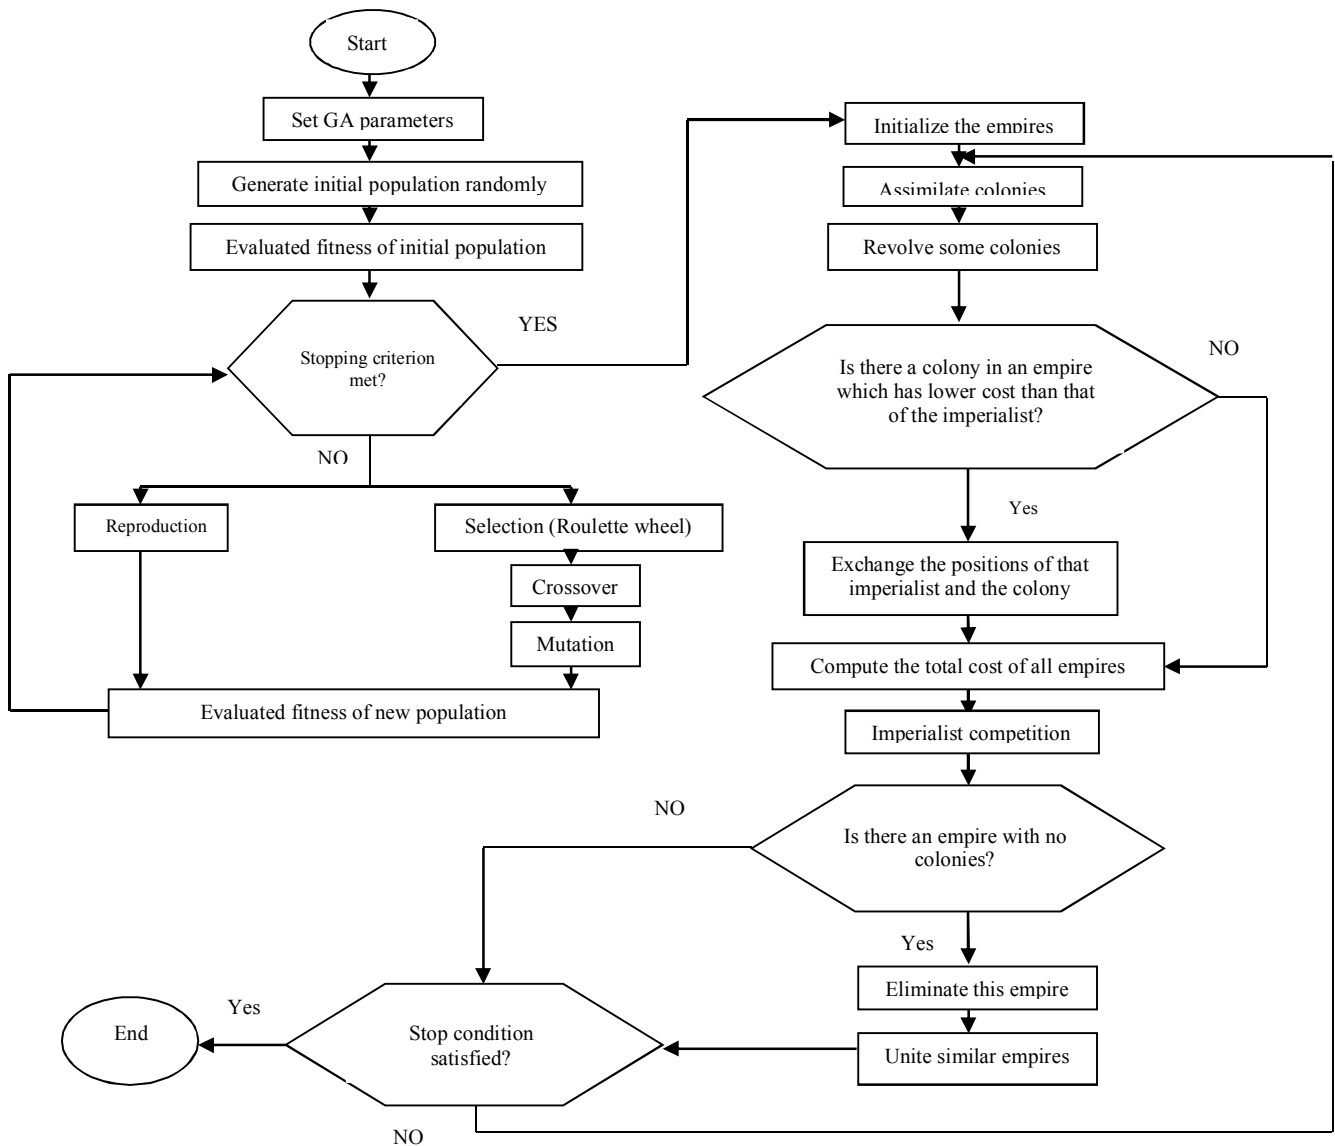 Start
Set GA parameters
Generate initial population randomly
Evaluated fitness of initial population
Stopping criterion
met?
YES
NO
Reproduction
Selection (Roulette wheel)
Crossover
Mutation
Evaluated fitness of new population
Initialize the empires
Assimilate colonies
Revolve some colonies
Is there a colony in an empire
which has lower cost than that
of the imperialist?
NO
Yes
Exchange the positions of that
imperialist and the colony
Compute the total cost of all empires
Imperialist competition
Is there an empire with no
colonies?
NO
Yes
Eliminate this empire
Unite similar empires
Stop condition
satisfied?
Yes
End
NO